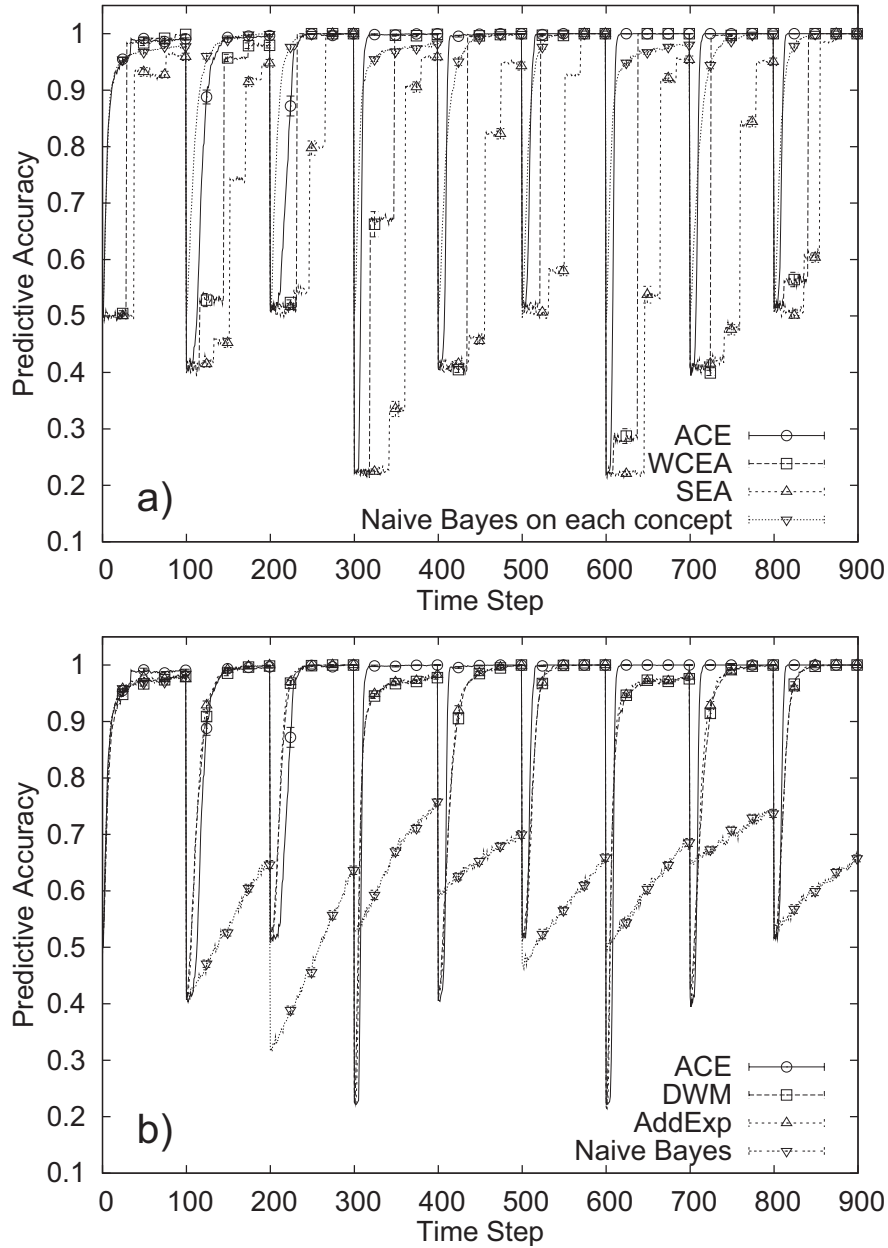 1
0.9
0.8
0.7
0.6
0.5
0.4
0.3
0.2
0.1
Predictive Accuracy
a)
ACE
WCEA
SEA
Naive Bayes on each concept
0 100 200 300 400 500 600 700 800 900
Time Step
1
0.9
0.8
0.7
0.6
0.5
0.4
0.3
0.2
0.1
Predictive Accuracy
b)
ACE
DWM
AddExp
Naive Bayes
0 100 200 300 400 500 600 700 800 900
Time Step